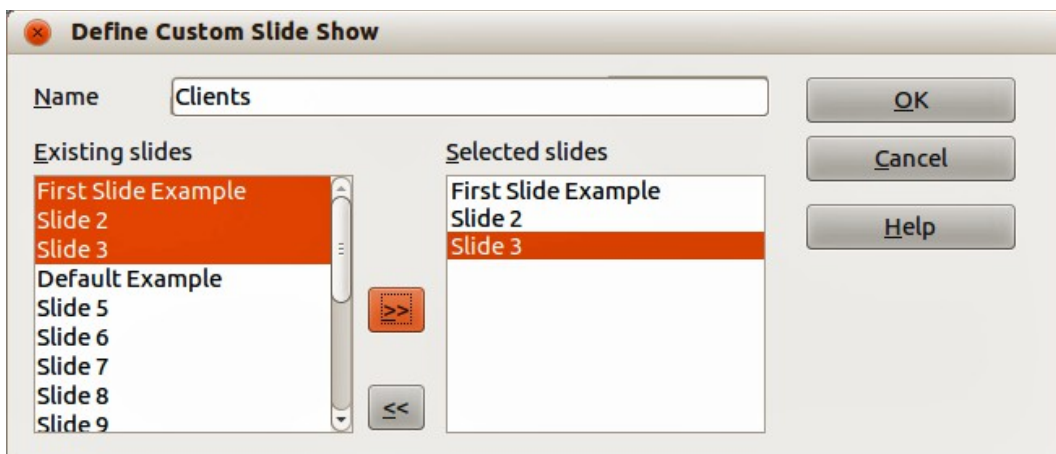 Define Custom Slide Show
Name
Clients
OK
Existing slides
Selected slides
Cancel
First Slide Example
Slide 2
Slide 3
Default Example
Slide 5
Slide 6
Slide 7
Slide 8
Slide 9
>>
<<
First Slide Example
Slide 2
Slide 3
Help